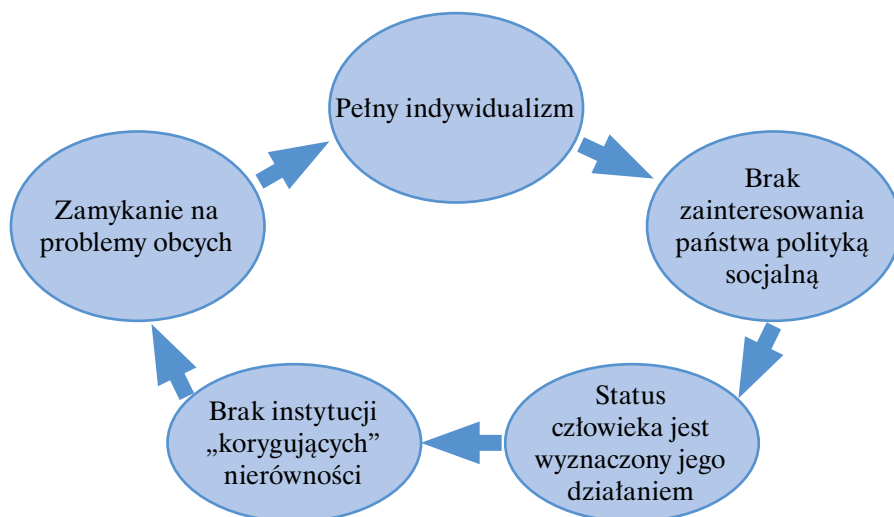 Pełny indywidualizm
Brak
zainteresowania
państwa polityką
socjalną
Status
człowieka jest
wyznaczony jego
działaniem
Brak instytucji
„korygujących”
nierówności
Zamykanie na
problemy obcych